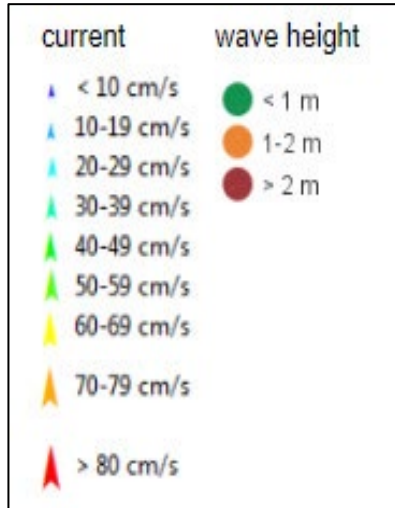 current
< 10 cm/s
10-19 cm/s
20-29 cm/s
30-39 cm/s
40-49 cm/s
50-59 cm/s
60-69 cm/s
70-79 cm/s
> 80 cm/s
wave height
< 1 m
1-2 m
> 2 m